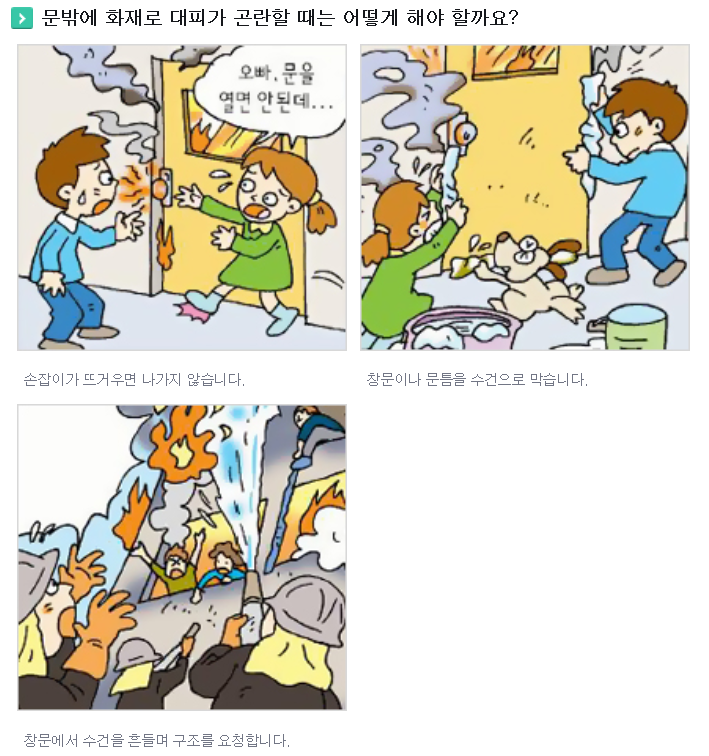 문밖에 화재로 대피가 곤란할 때는 어떻게 해야 할까요?
오빠, 문을
열면 안된데...
손잡이가 뜨거우면 나가지 않습니다.
창문이나 문틈을 수건으로 막습니다.
창문에서 수건을 흔들며 구조를 요청합니다.